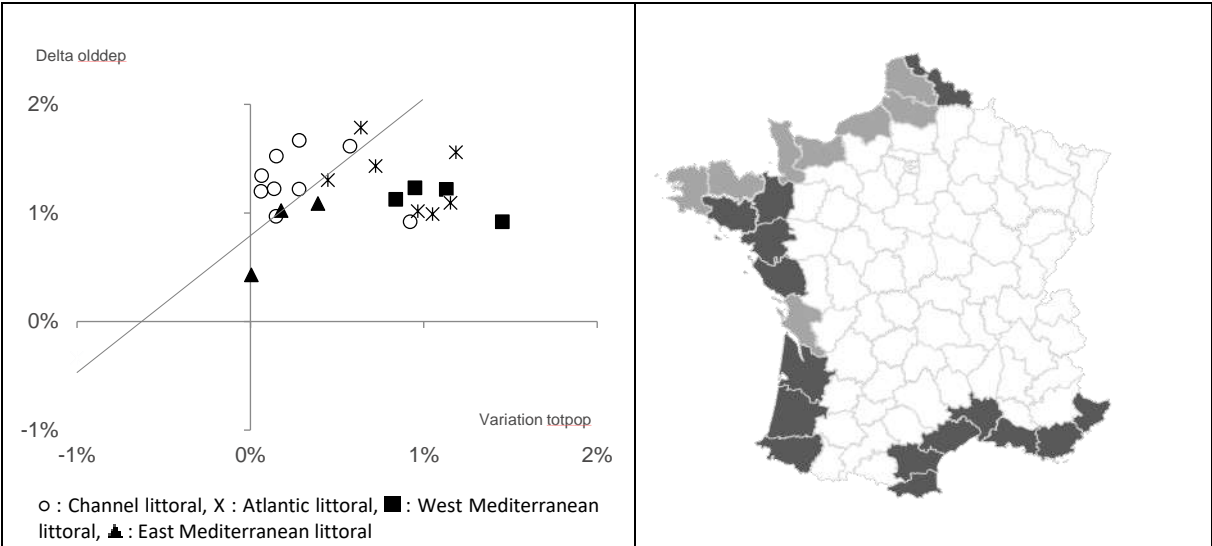 Delta olddep
2%
1%
0%
-1%
Variation totpop
-1% 0% 1% 2%
o : Channel littoral, X : Atlantic littoral, ■ : West Mediterranean
littoral, ▲ : East Mediterranean littoral